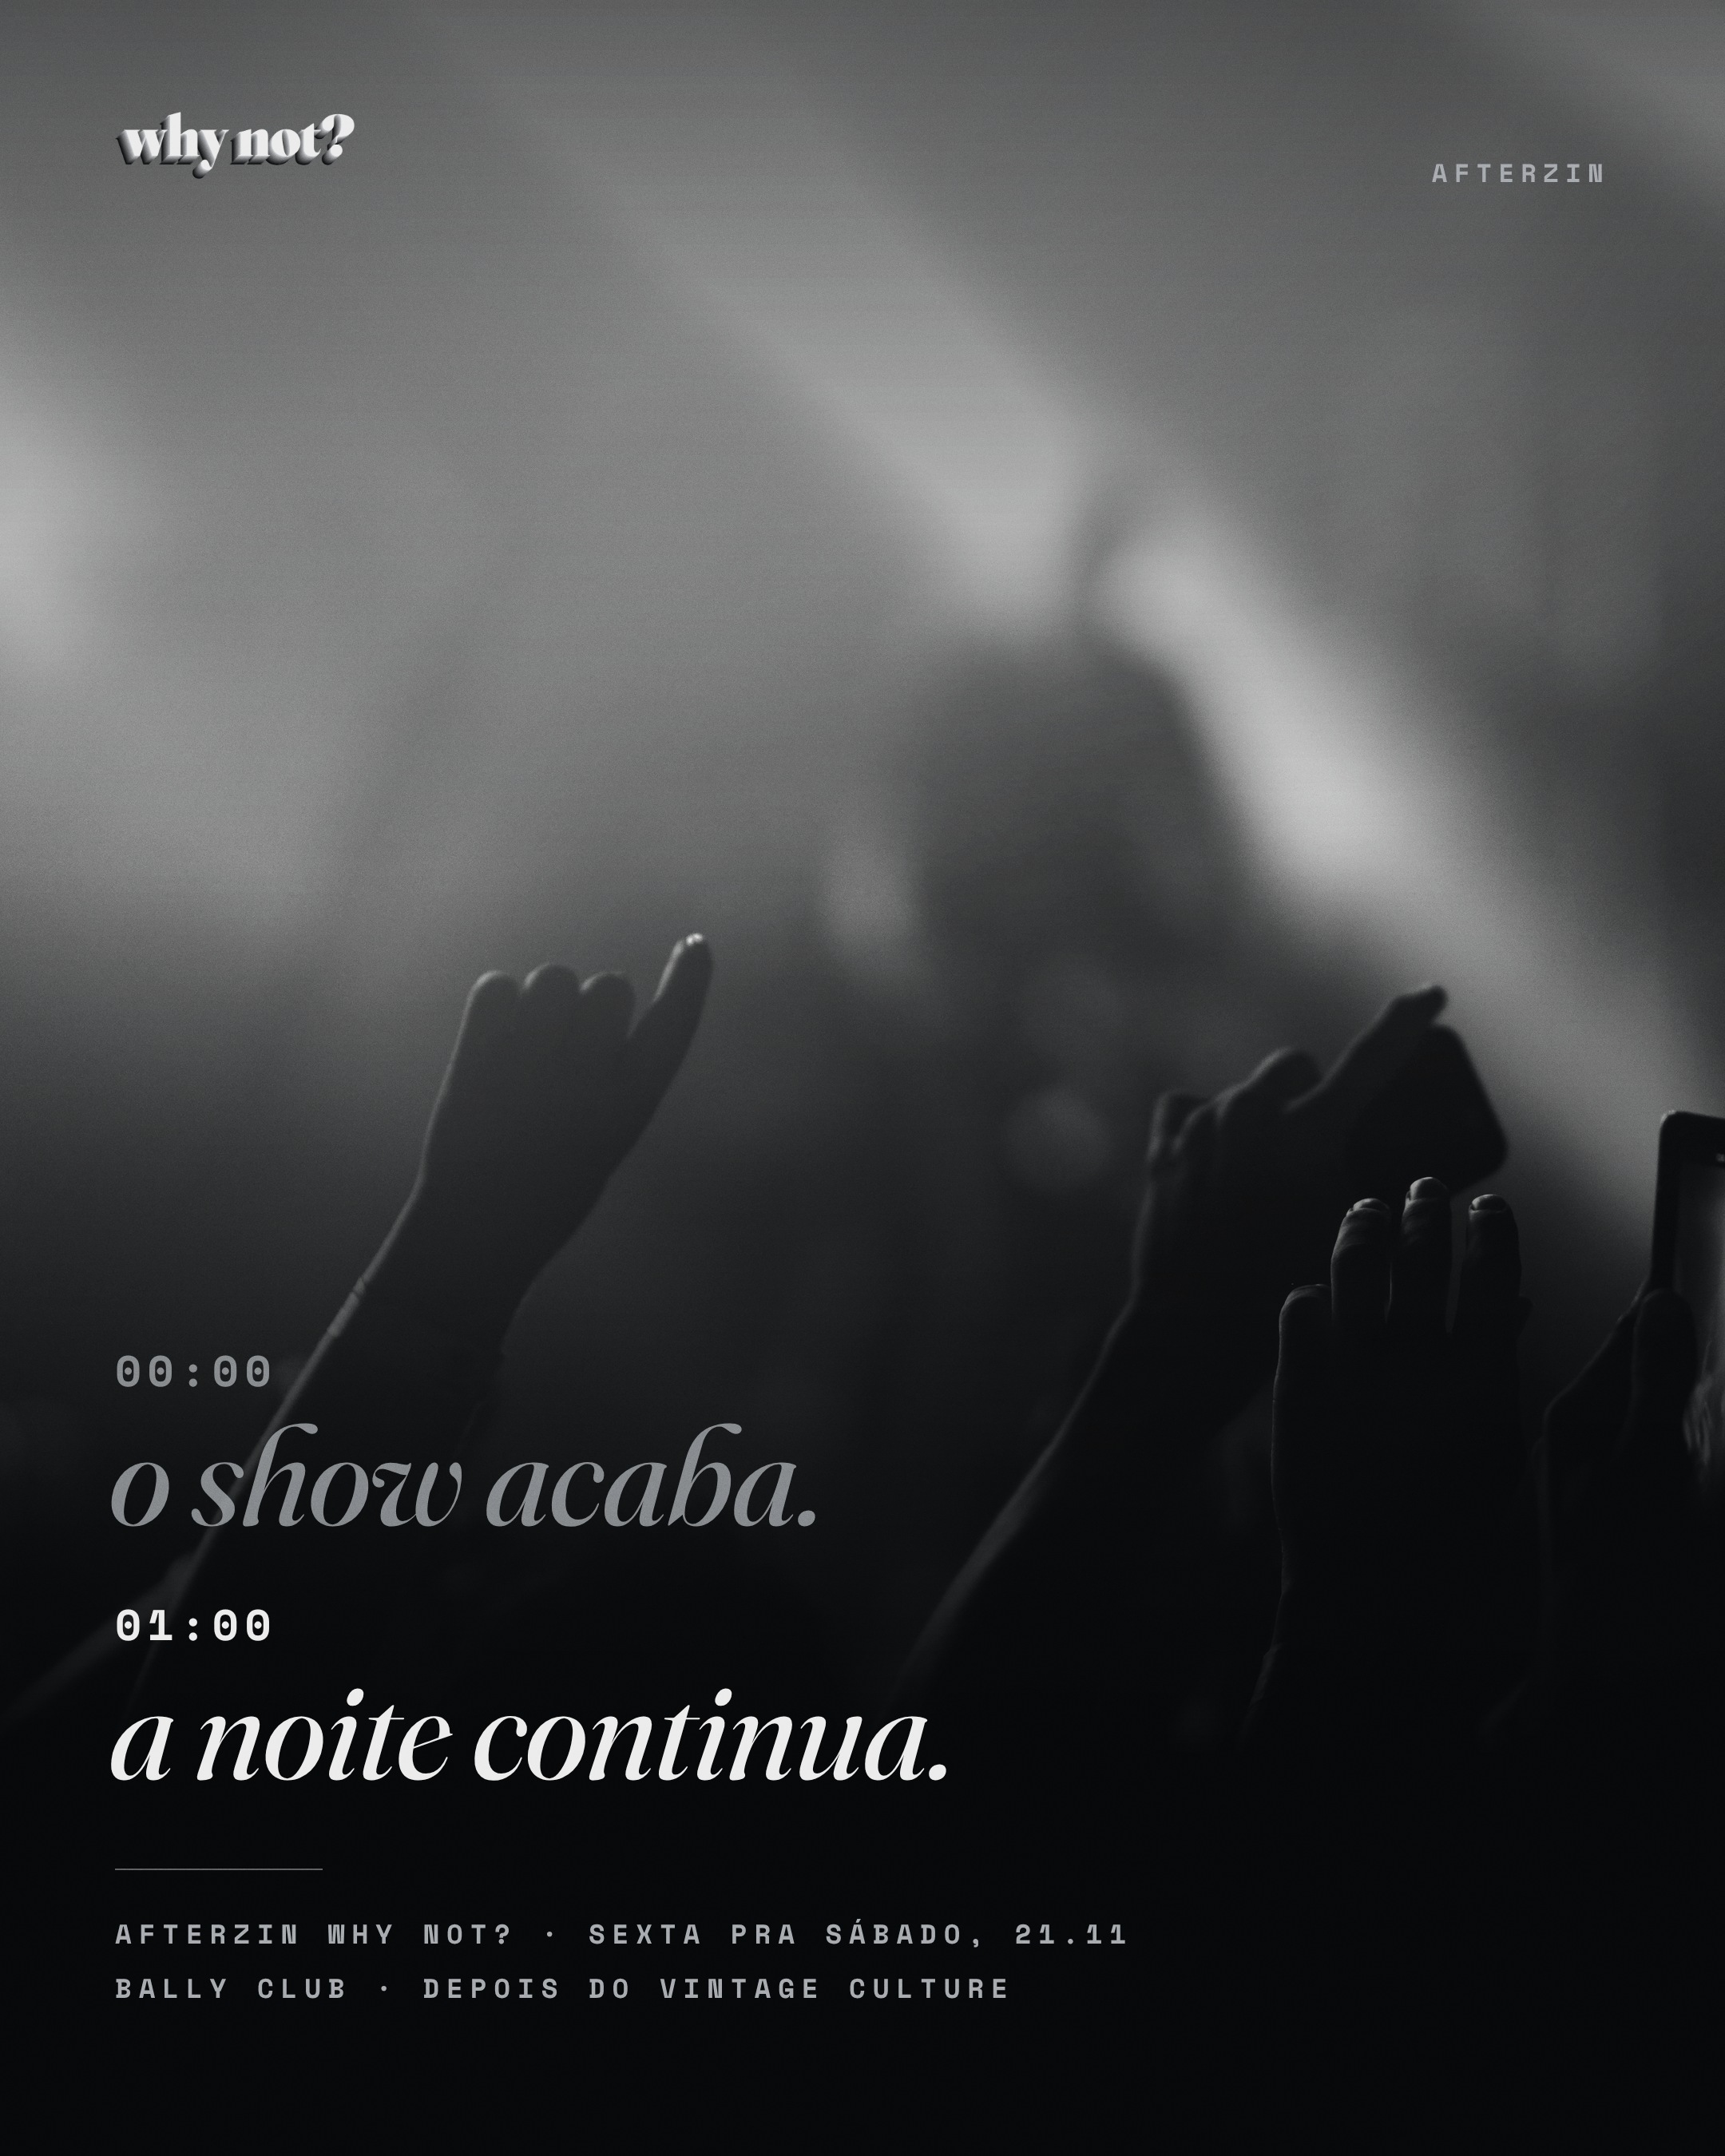 why not?
AFTERZIN
00:00
o show acaba.
01:00
a noite continua.
AFTERZIN WHY NOT? · SEXTA PRA SÁBADO, 21.11
BALLY CLUB · DEPOIS DO VINTAGE CULTURE